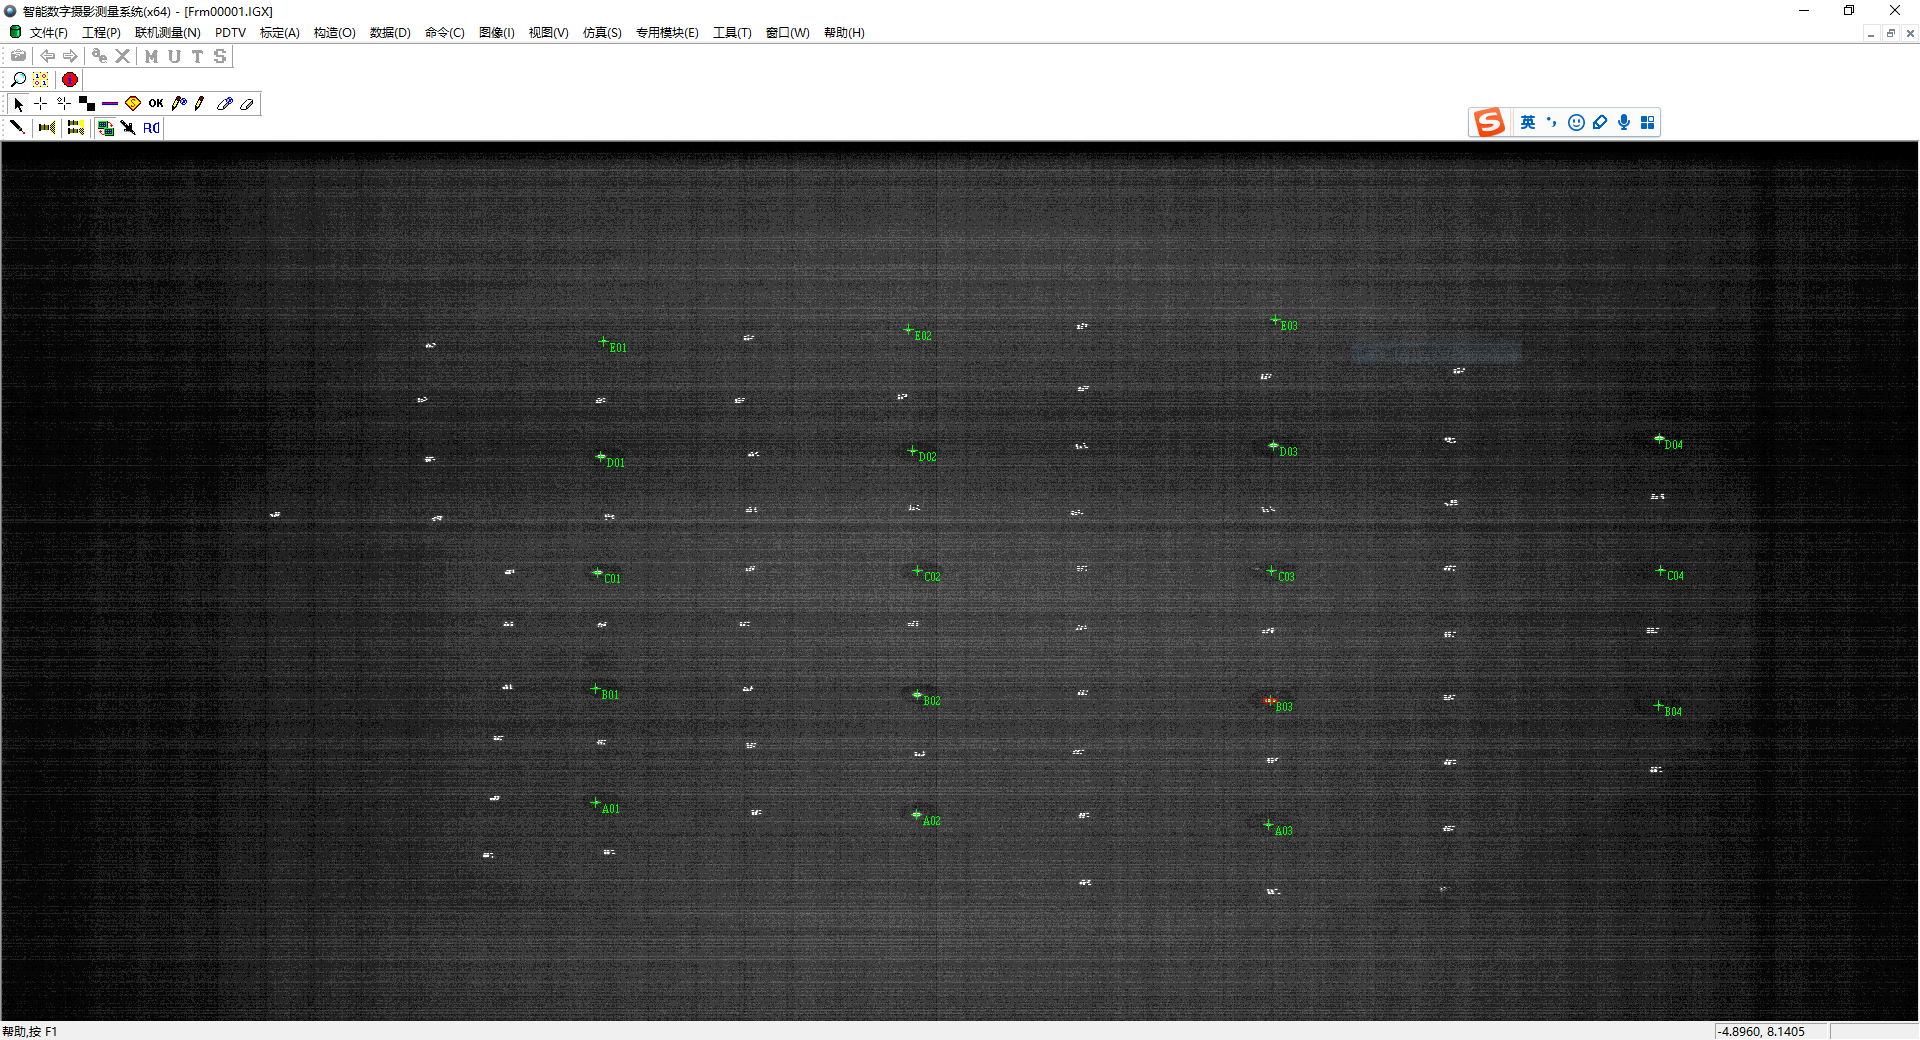 智能数字摄影测量系统(x64) - [Frm00001.IGX]
文件(F) 工程(P) 联机测量(N) PDTV 标定(A) 构造(O) 数据(D) 命令(C) 图像(I) 视图(V) 仿真(S) 专用模块(E) 工具(T) 窗口(W) 帮助(H)
M U T S
OK
英
E03
E02
E01
D04
D03
D02
D01
C01 C02 C03 C04
B01 B02 B03 B04
A01 A02 A03
帮助,按 F1
-4.8960, 8.1405